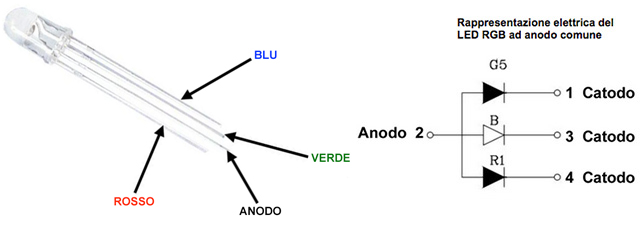 BLU
VERDE
ROSSO
ANODO
Rappresentazione elettrica del
LED RGB ad anodo comune
G5
1 Catodo
Anodo 2
B
3 Catodo
R1
4 Catodo